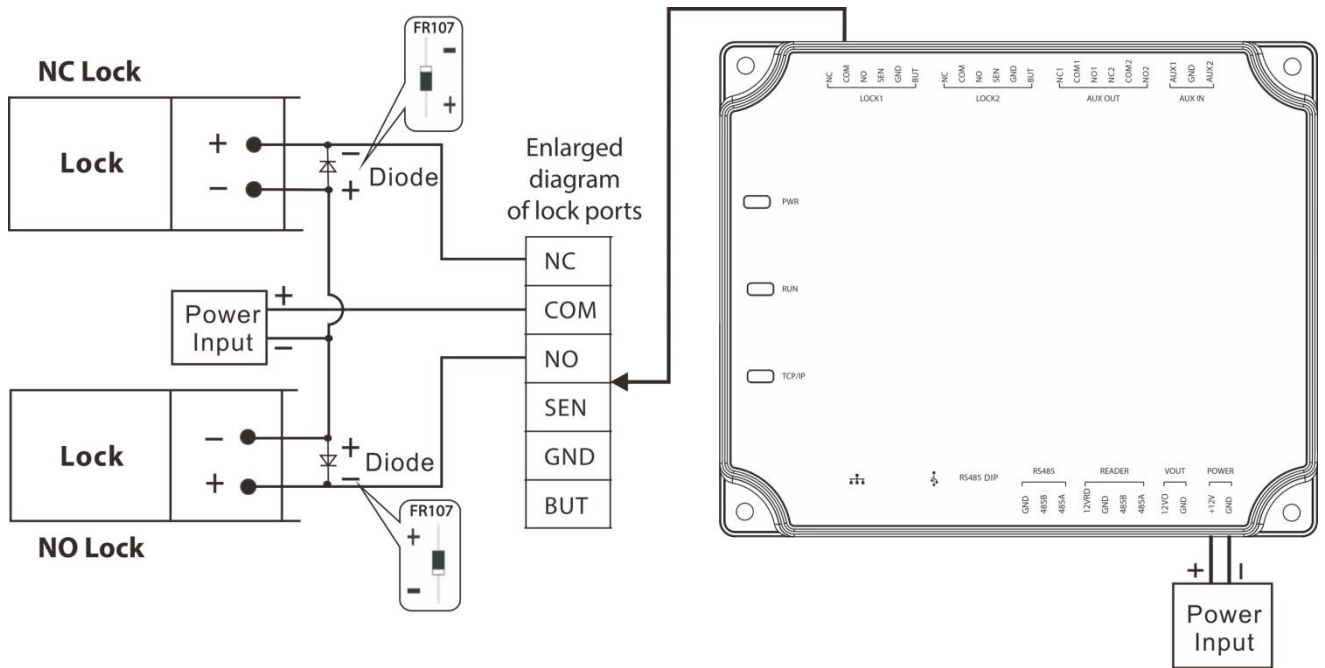 FR107
−
+
NC Lock
Lock
+
−
−
+
Diode
Enlarged
diagram
of lock ports
NC
COM
NO
SEN
GND
BUT
Power
Input
+
−
Lock
−
+
+
−
Diode
FR107
+
−
NO Lock
NC
COM
NO
SEN
GND
BUT
LOCK1
NC
COM
NO
SEN
GND
BUT
LOCK2
NC1
COM1
NO1
NC2
COM2
NO2
AUX OUT
AUX1
GND
AUX2
AUX IN
PWR
RUN
TCP/IP
RS485 DIP
RS485
GND
485B
485A
READER
12VRD
GND
485B
485A
VOUT
12VO
GND
POWER
+12V
GND
+
−
Power
Input